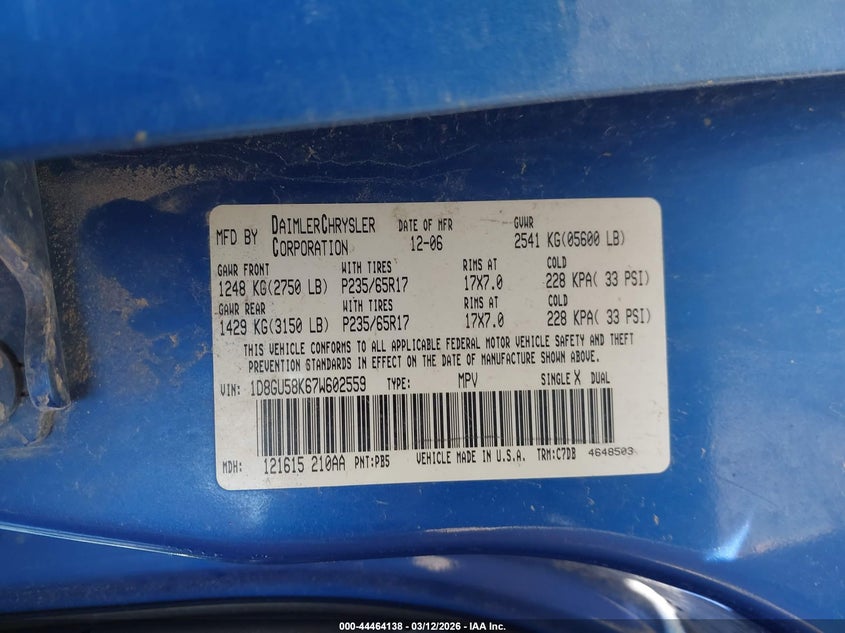 MFD BY DAIMLERCHRYSLER CORPORATION DATE OF MFR 12-06 GVWR 2541 KG(05600 LB)
GAWR FRONT WITH TIRES RIMS AT COLD
1248 KG(2750 LB) P235/65R17 17X7.0 228 KPA( 33 PSI)
GAWR REAR WITH TIRES RIMS AT COLD
1429 KG(3150 LB) P235/65R17 17X7.0 228 KPA( 33 PSI)
THIS VEHICLE CONFORMS TO ALL APPLICABLE FEDERAL MOTOR VEHICLE SAFETY AND THEFT
PREVENTION STANDARDS IN EFFECT ON THE DATE OF MANUFACTURE SHOWN ABOVE.
VIN: 1D8GU58K67W602559 TYPE: MPV SINGLE X DUAL
MDH: 121615 210AA PNT:PB5 VEHICLE MADE IN U.S.A. TRM:C7DB 4648503
000-44464138 - 03/12/2026 - IAA Inc.